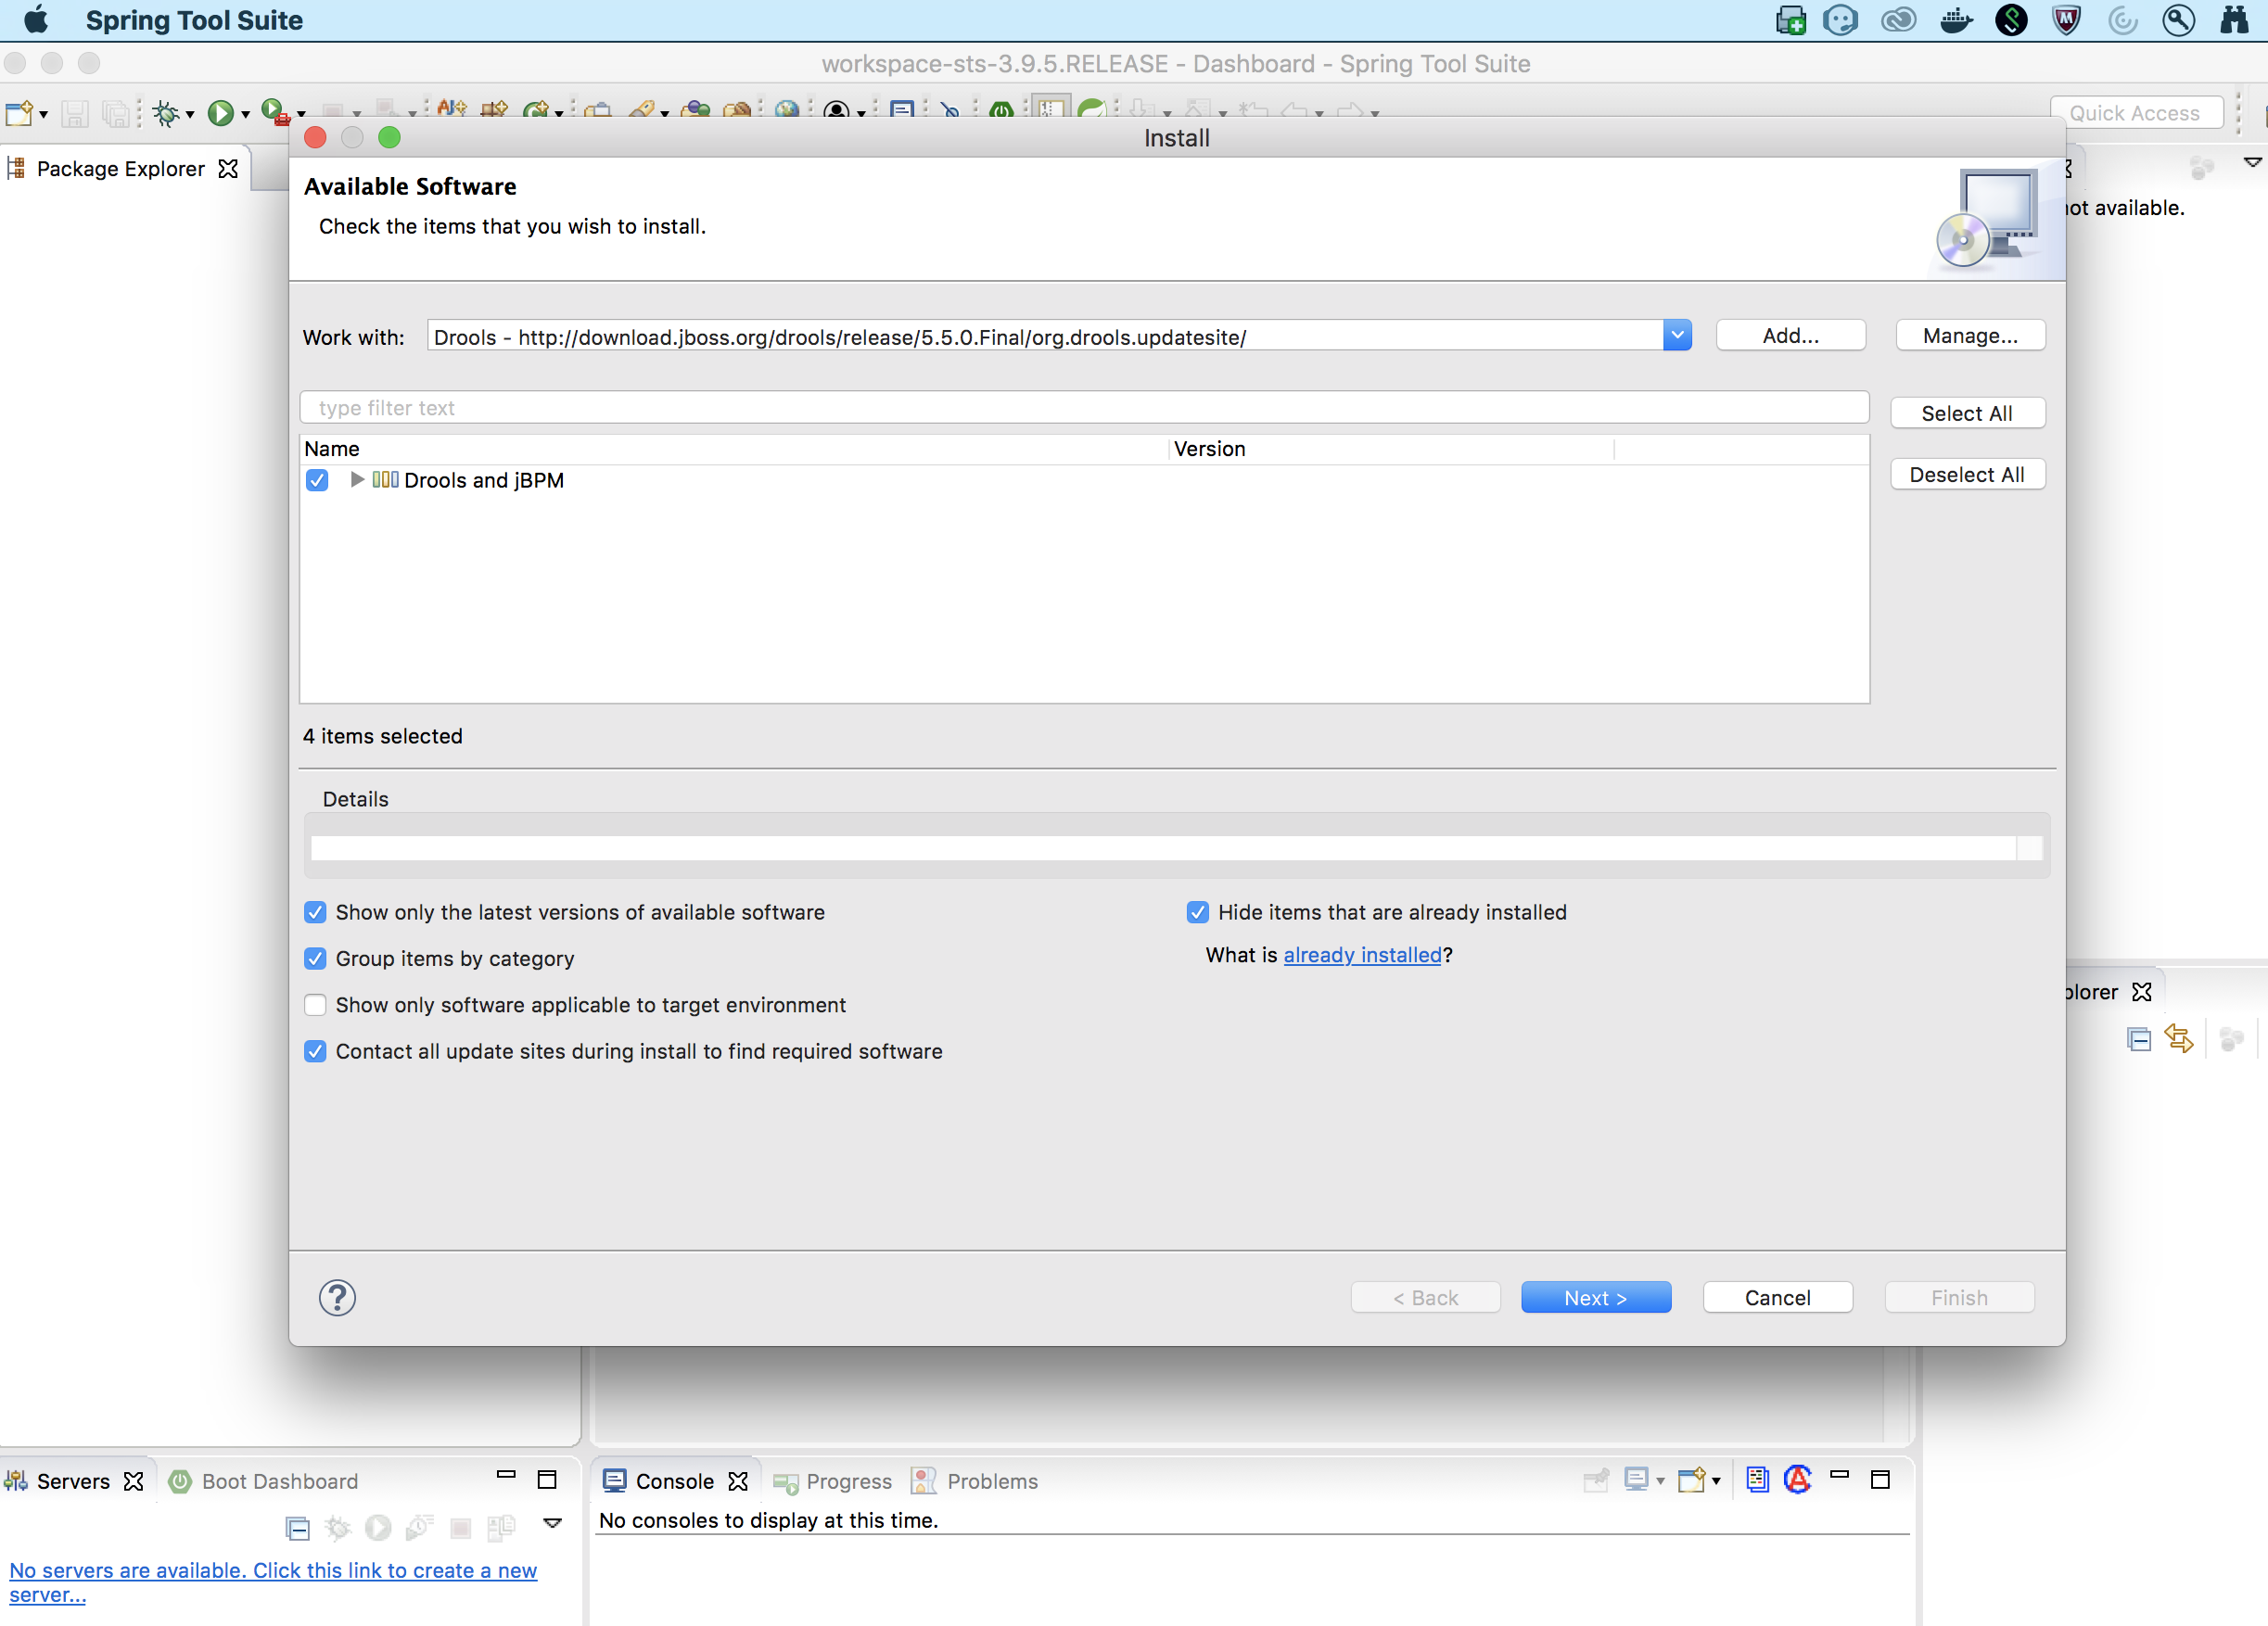 Spring Tool Suite
workspace-sts-3.9.5.RELEASE - Dashboard - Spring Tool Suite
Quick Access
Package Explorer
Install
Available Software
Check the items that you wish to install.
not available.
Work with:
Drools - http://download.jboss.org/drools/release/5.5.0.Final/org.drools.updatesite/
Add...
Manage...
type filter text
Select All
Name
Version
Deselect All
Drools and jBPM
4 items selected
Details
Show only the latest versions of available software
Hide items that are already installed
Group items by category
What is already installed?
Show only software applicable to target environment
Contact all update sites during install to find required software
plorer
?
< Back
Next >
Cancel
Finish
Servers
Boot Dashboard
Console
Progress
Problems
No consoles to display at this time.
No servers are available. Click this link to create a new
server...